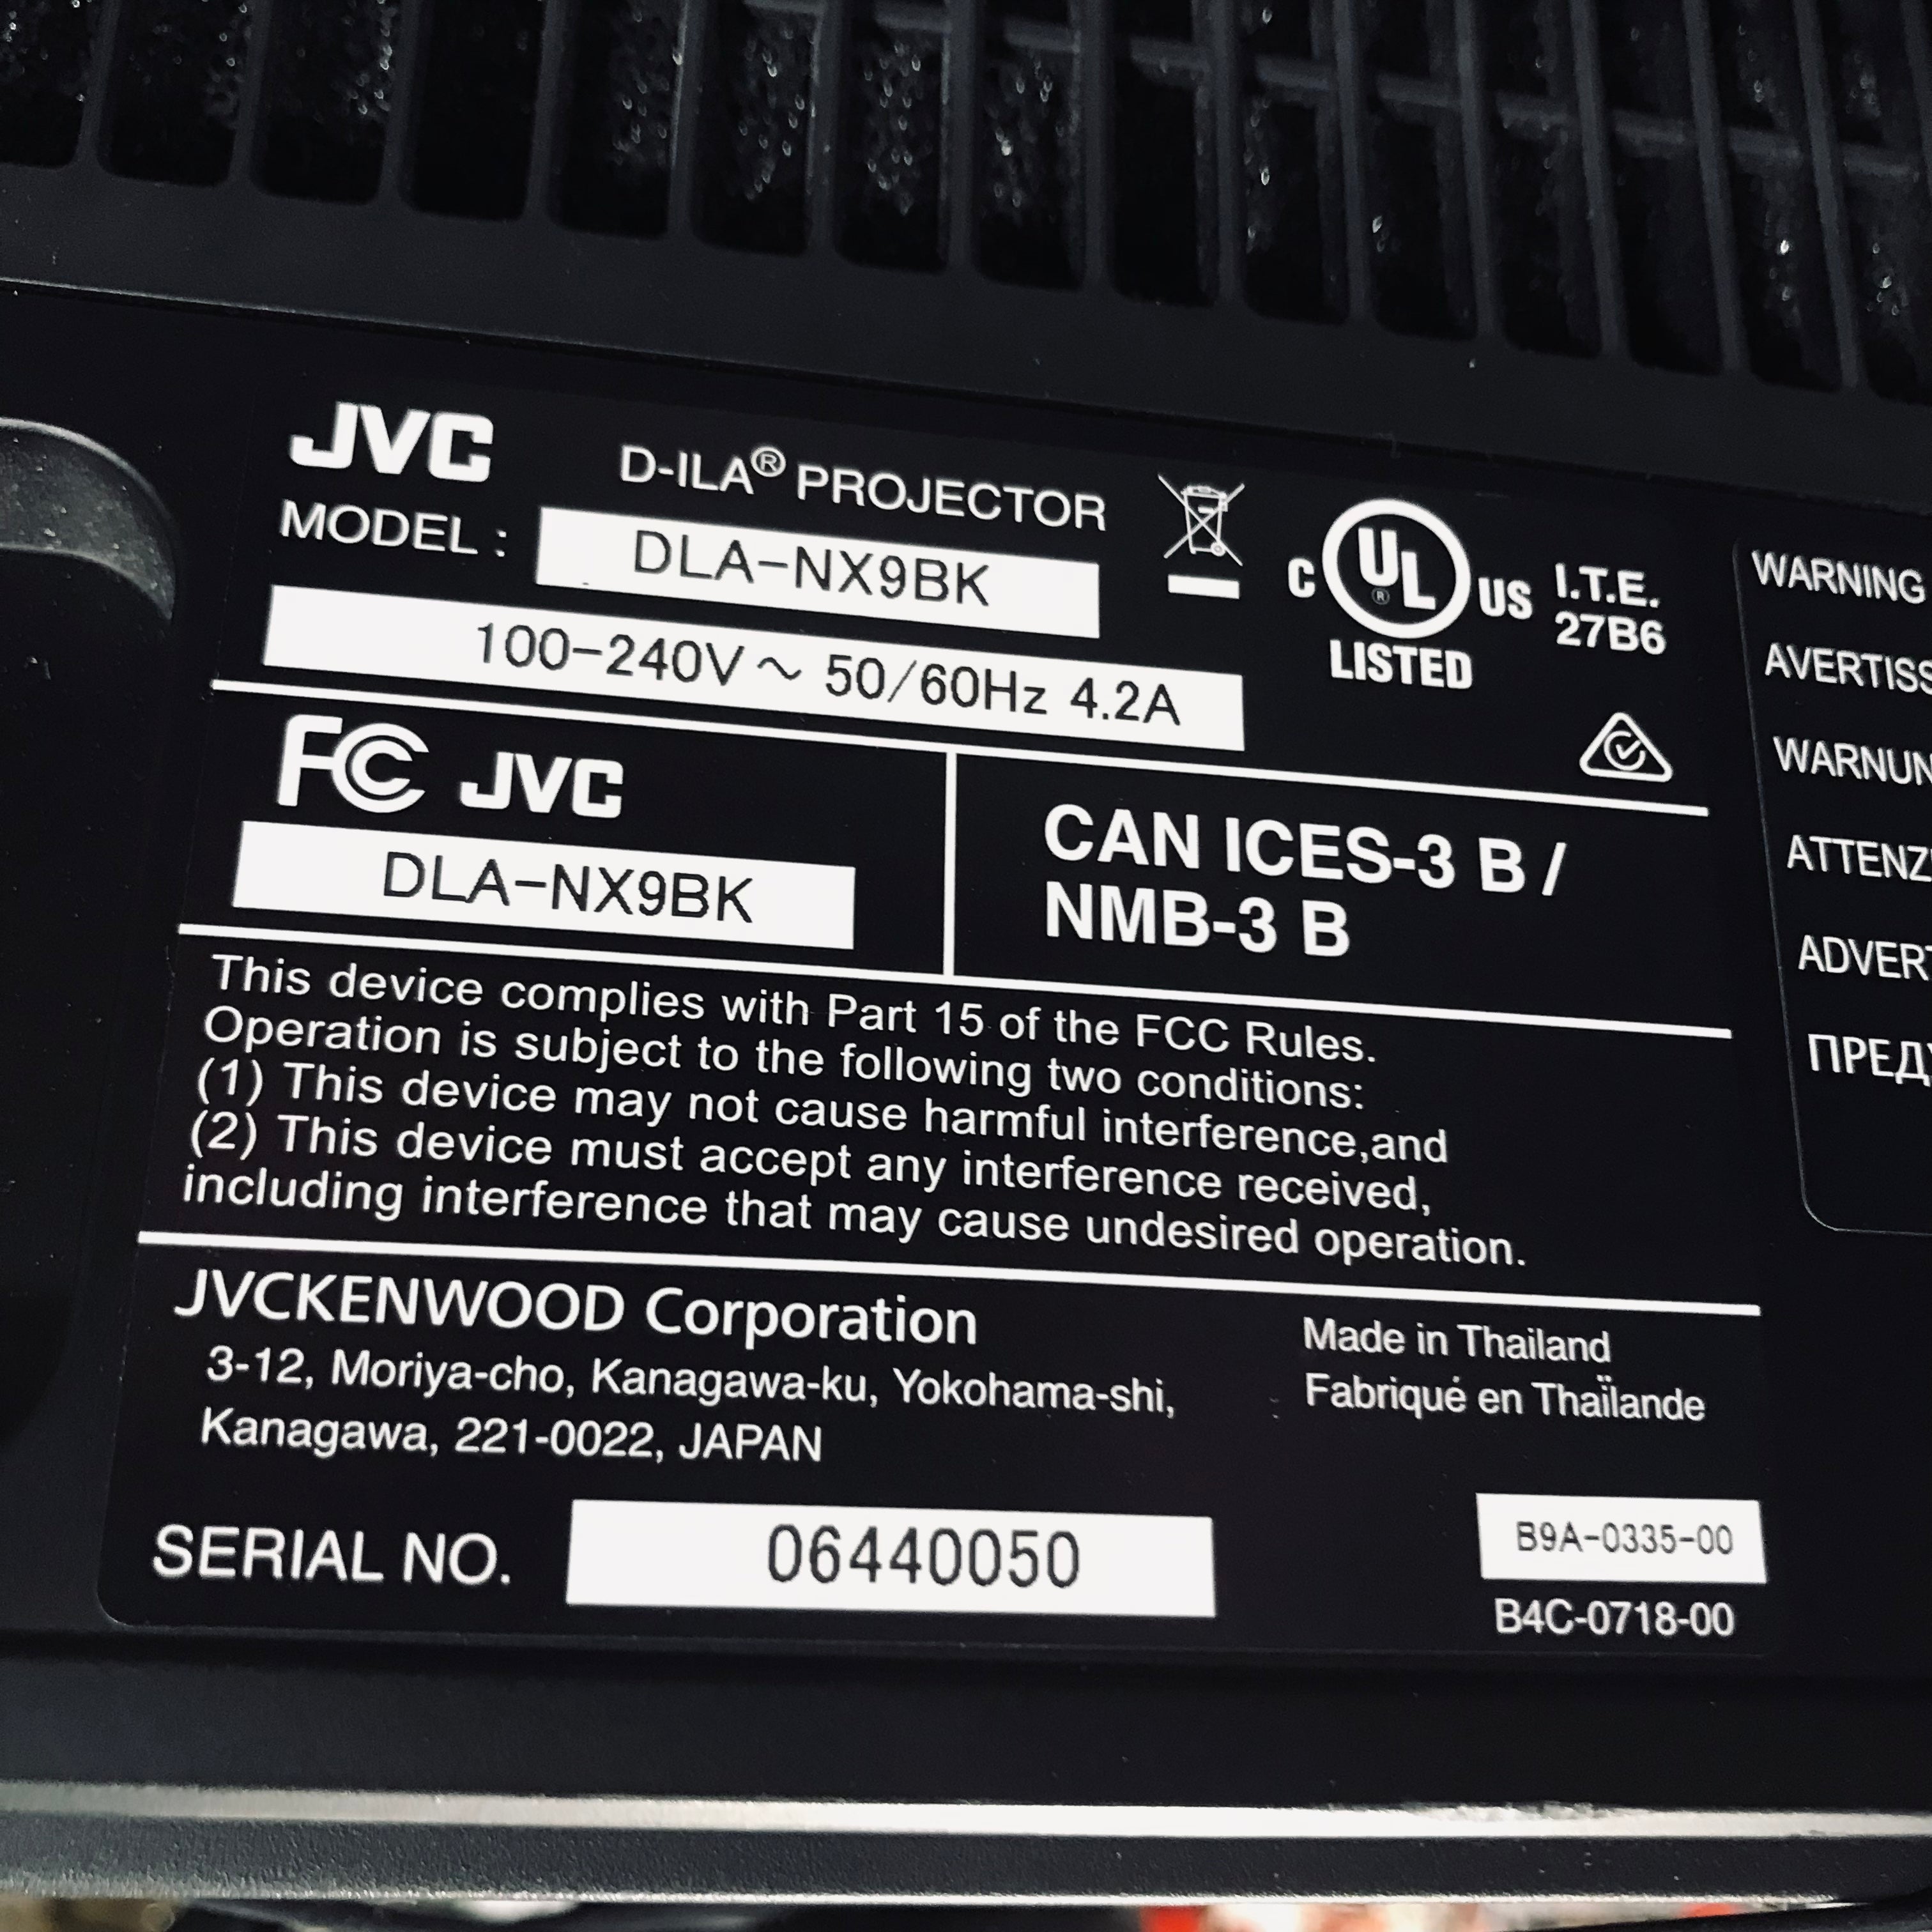 JVC
D-ILA® PROJECTOR
MODEL : DLA-NX9BK
100-240V ~ 50/60Hz 4.2A
C UL® US
LISTED
I.T.E.
27B6
FC JVC
DLA-NX9BK
CAN ICES-3 B /
NMB-3 B
This device complies with Part 15 of the FCC Rules.
Operation is subject to the following two conditions:
(1) This device may not cause harmful interference,and
(2) This device must accept any interference received,
including interference that may cause undesired operation.
JVCKENWOOD Corporation
3-12, Moriya-cho, Kanagawa-ku, Yokohama-shi,
Kanagawa, 221-0022, JAPAN
Made in Thailand
Fabriqué en Thaïlande
SERIAL NO. 06440050
B9A-0335-00
B4C-0718-00
WARNING